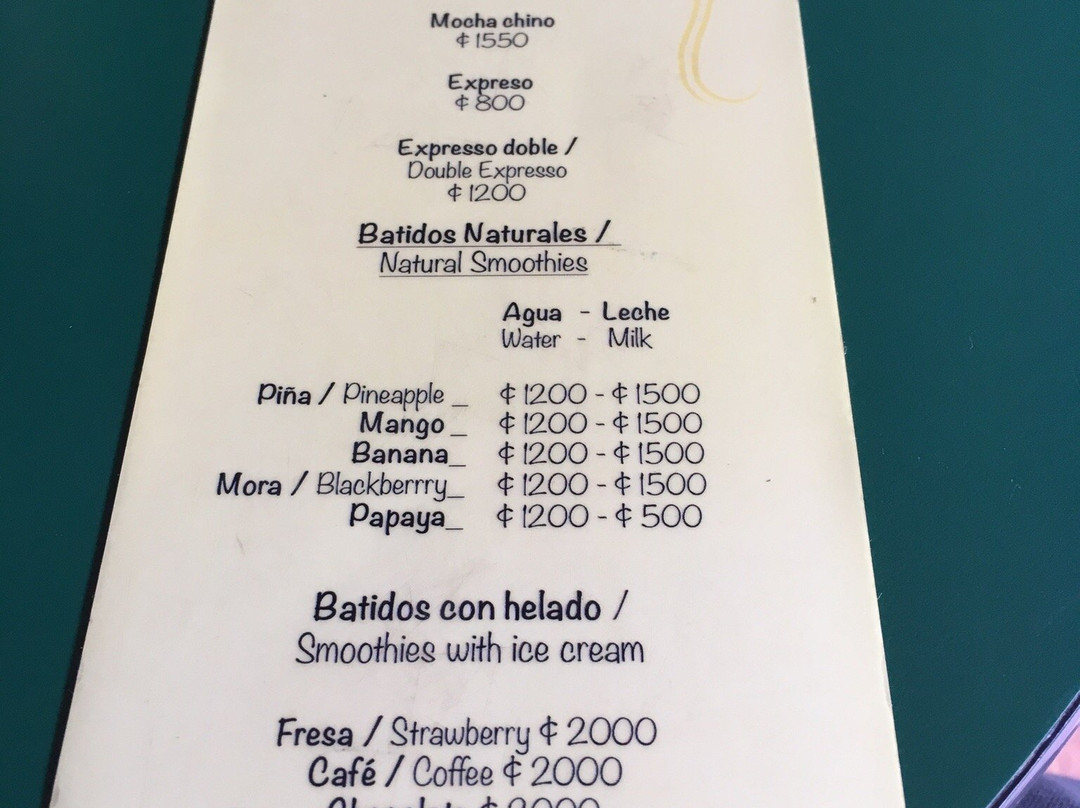 Mocha chino
₡ 1550
Expreso
₡ 800
Expresso doble /
Double Expresso
₡ 1200
Batidos Naturales /
Natural Smoothies
Agua - Leche
Water - Milk
Piña / Pineapple _ ₡ 1200 - ₡ 1500
Mango _ ₡ 1200 - ₡ 1500
Banana_ ₡ 1200 - ₡ 1500
Mora / Blackberrry_ ₡ 1200 - ₡ 1500
Papaya_ ₡ 1200 - ₡ 500
Batidos con helado /
Smoothies with ice cream
Fresa / Strawberry ₡ 2000
Café / Coffee ₡ 2000